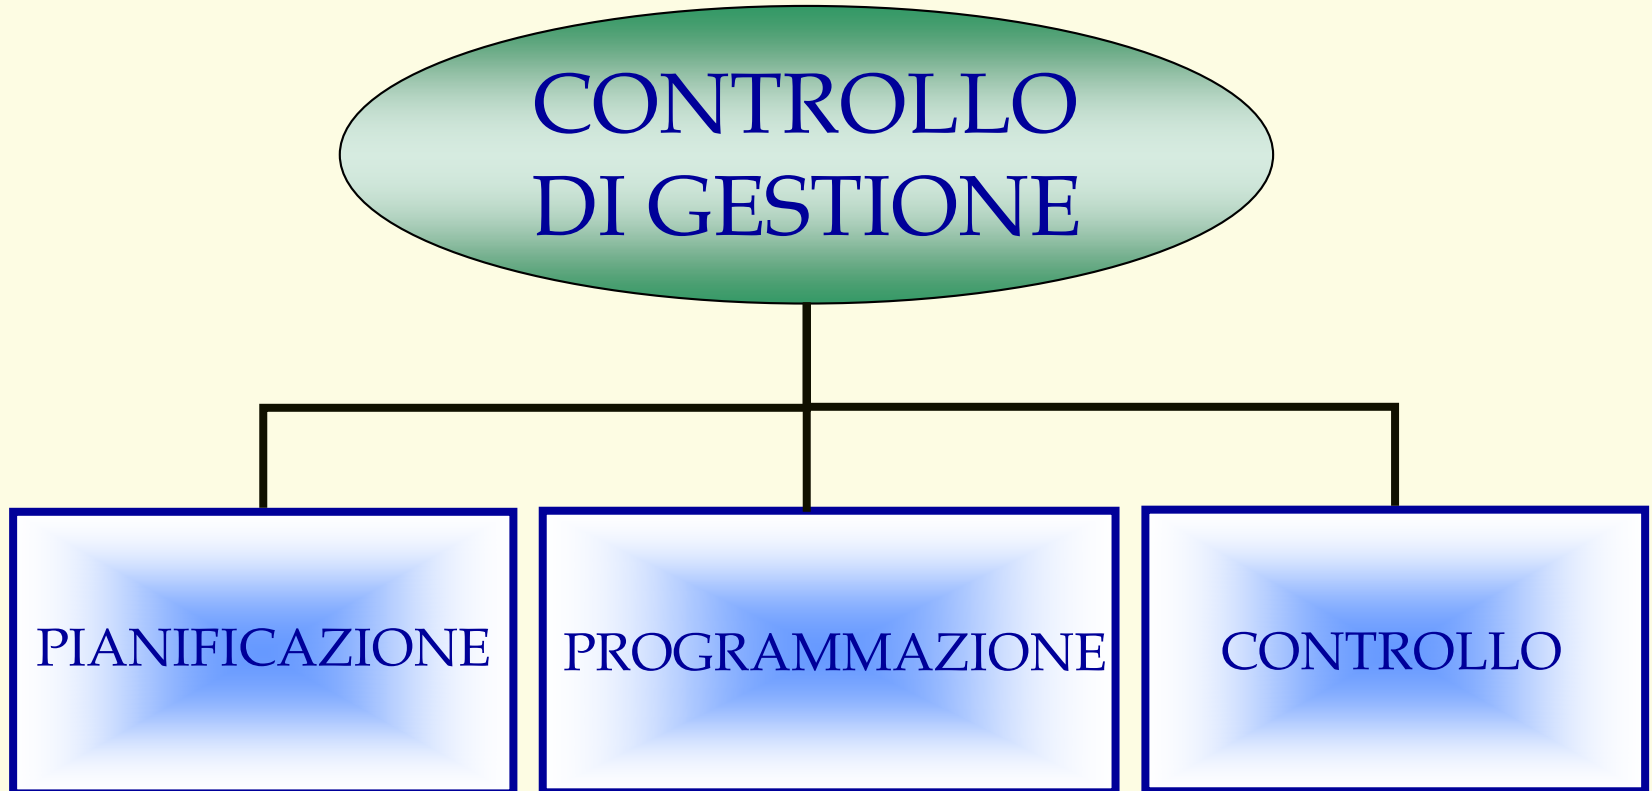 CONTROLLO
DI GESTIONE
PIANIFICAZIONE
PROGRAMMAZIONE
CONTROLLO